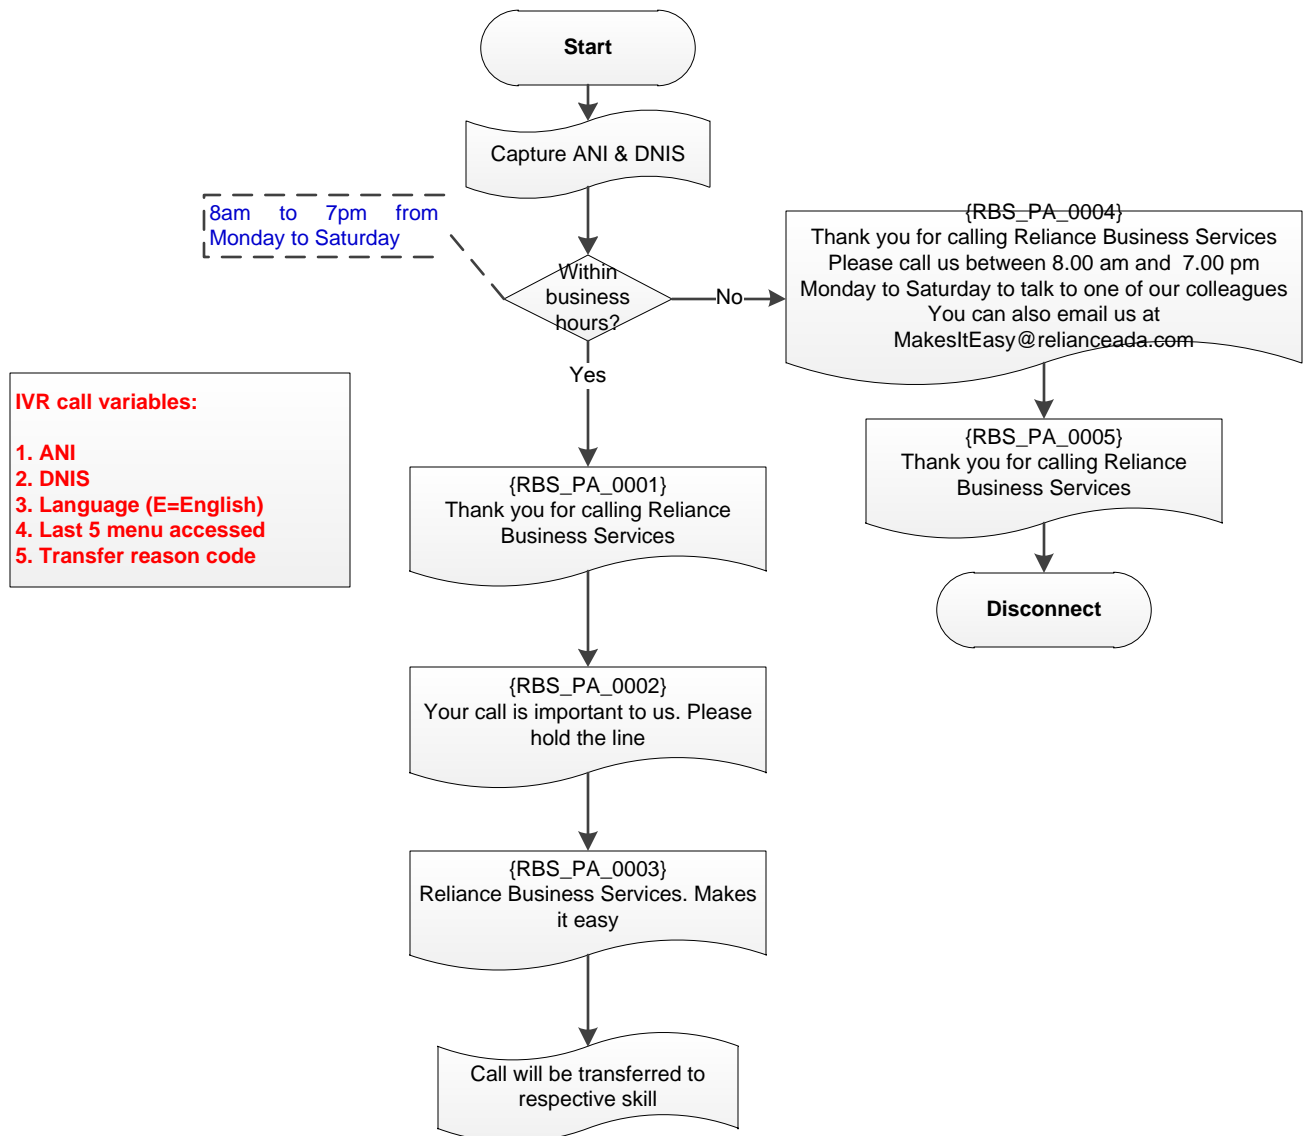 Start
Capture ANI & DNIS
8am to 7pm from
Monday to Saturday
Within
business
hours?
No
{RBS_PA_0004}
Thank you for calling Reliance Business Services
Please call us between 8.00 am and 7.00 pm
Monday to Saturday to talk to one of our colleagues
You can also email us at
MakesItEasy@relianceada.com
Yes
IVR call variables:
1. ANI
2. DNIS
3. Language (E=English)
4. Last 5 menu accessed
5. Transfer reason code
{RBS_PA_0005}
Thank you for calling Reliance
Business Services
Disconnect
{RBS_PA_0001}
Thank you for calling Reliance
Business Services
{RBS_PA_0002}
Your call is important to us. Please
hold the line
{RBS_PA_0003}
Reliance Business Services. Makes
it easy
Call will be transferred to
respective skill